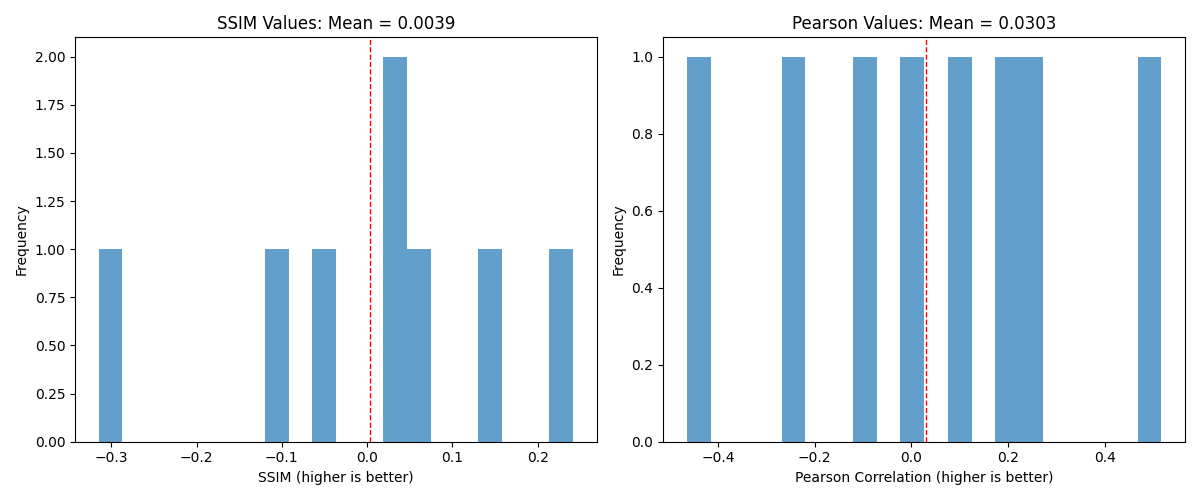 SSIM Values: Mean = 0.0039
Frequency
2.00
1.75
1.50
1.25
1.00
0.75
0.50
0.25
0.00
−0.3 −0.2 −0.1 0.0 0.1 0.2
SSIM (higher is better)
Pearson Values: Mean = 0.0303
Frequency
1.0
0.8
0.6
0.4
0.2
0.0
−0.4 −0.2 0.0 0.2 0.4
Pearson Correlation (higher is better)